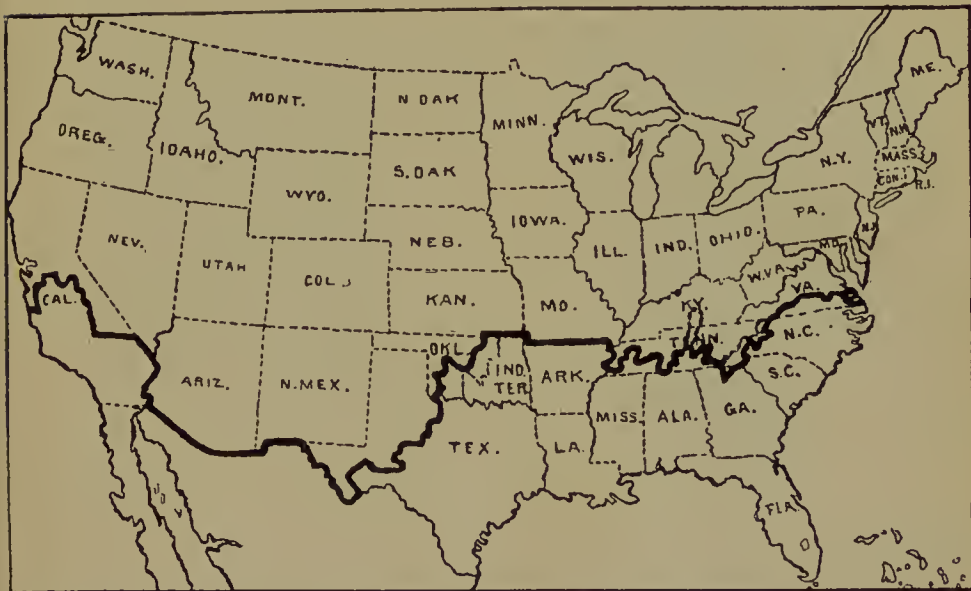 WASH.
MONT.
N DAK
MINN.
ME.
OREG.
IDAHO.
S.DAK
WIS.
VT.
N.H.
N.Y.
MASS.
CON.
R.I.
WYO.
IOWA.
PA.
NEV.
NEB.
ILL.
IND.
OHIO.
N.J.
UTAH
COL.
MD.
W.VA.
VA.
CAL.
KAN.
MO.
KY.
OKL.
TENN.
N.C.
ARIZ.
N.MEX.
IND.
TER.
ARK.
S.C.
TEX.
LA.
MISS.
ALA.
GA.
FLA.